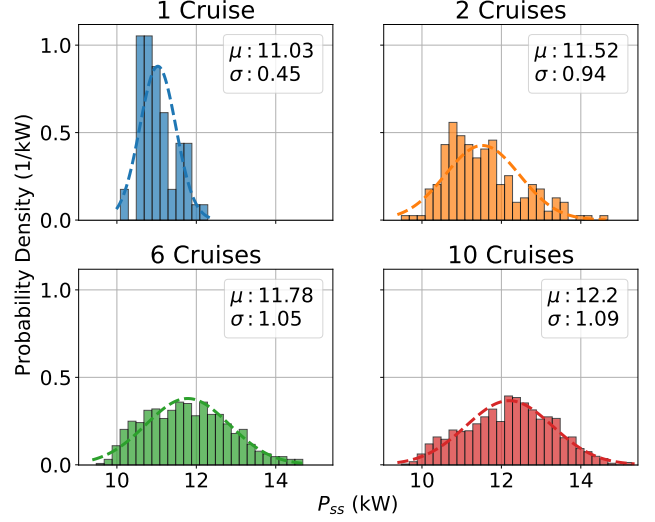 1 Cruise
2 Cruises
1.0
0.5
0.0
μ : 11.03
σ : 0.45
μ : 11.52
σ : 0.94
Probability Density (1/kW)
6 Cruises
10 Cruises
1.0
0.5
0.0
μ : 11.78
σ : 1.05
μ : 12.2
σ : 1.09
10 12 14
10 12 14
P_ss (kW)